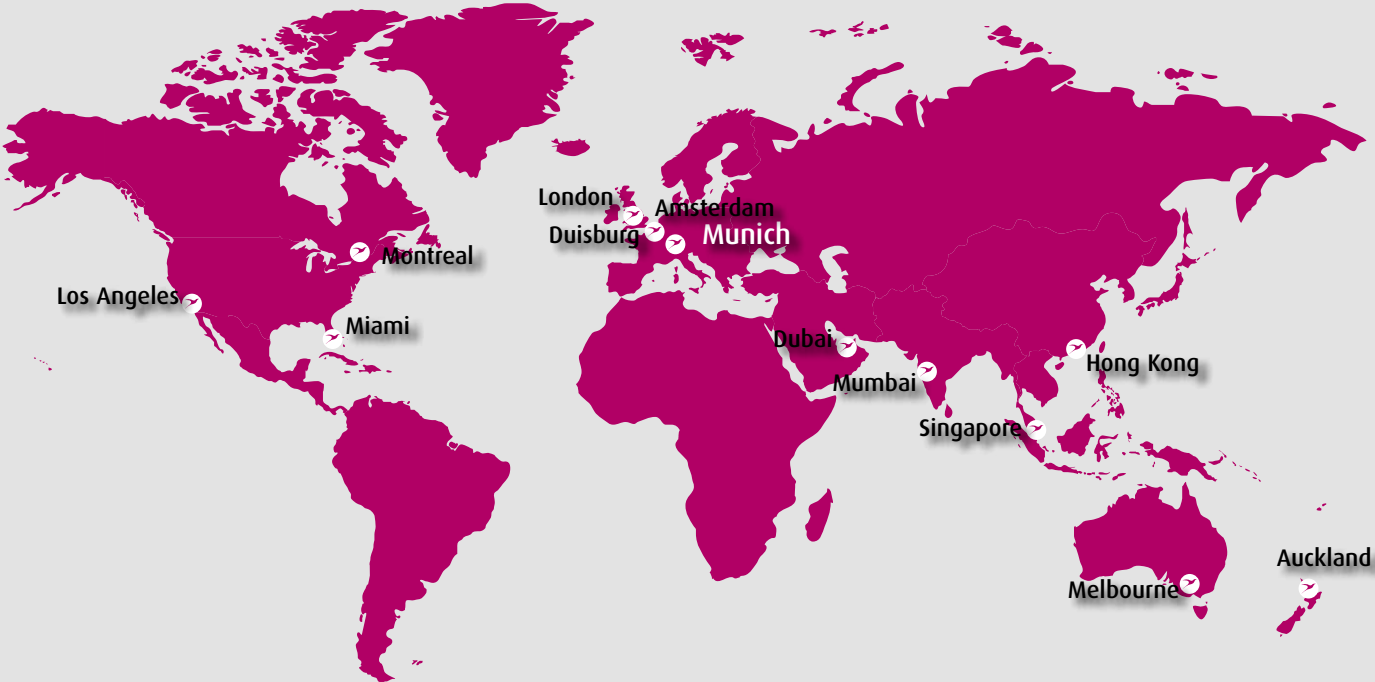 London
Amsterdam
Duisburg
Munich
Montreal
Los Angeles
Miami
Dubai
Hong Kong
Mumbai
Singapore
Auckland
Melbourne